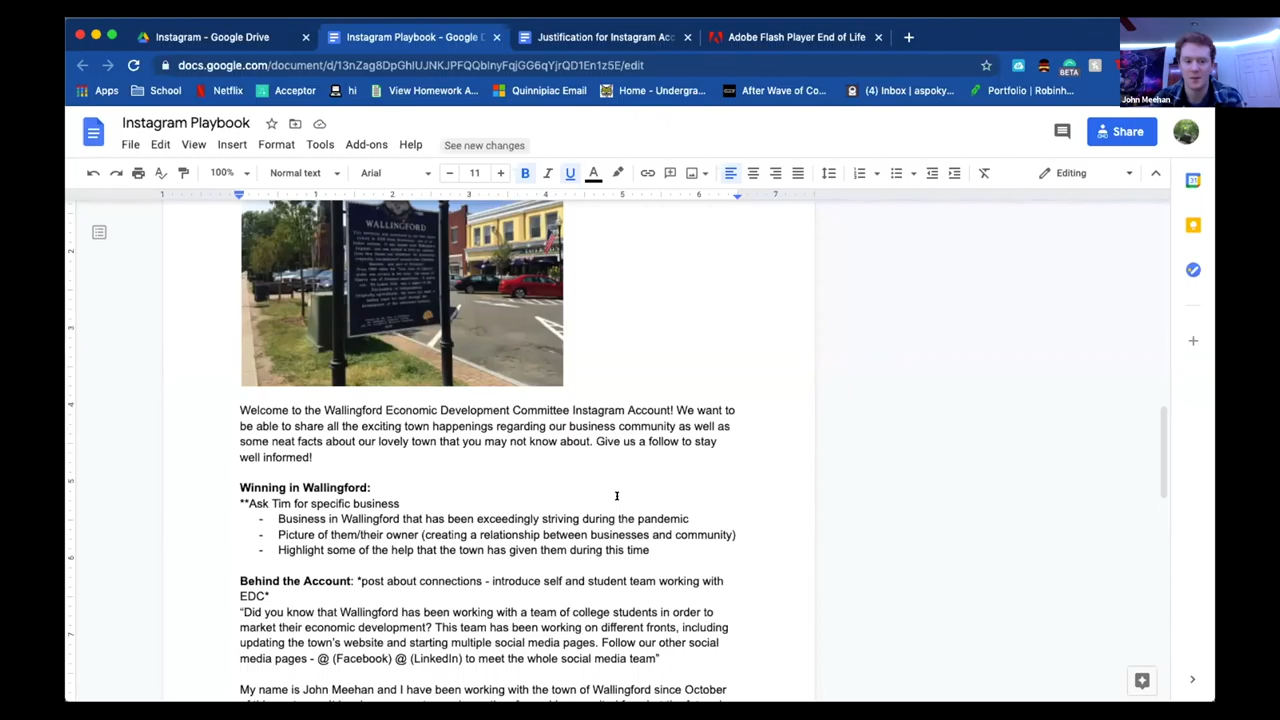 Instagram - Google Drive
Instagram Playbook - Google D
Justification for Instagram Acc
Adobe Flash Player End of Life
docs.google.com/document/d/13nZag8DpGhIUJNKJPFQQbInyFqjGG6qYjrQD1En1z5E/edit
Apps School Netflix Acceptor hi View Homework A... Quinnipiac Email Home - Undergra... After Wave of Co... (4) Inbox | aspoky... Portfolio | Robinh...
BETA
John Meehan
Instagram Playbook
File Edit View Insert Format Tools Add-ons Help See new changes
Share
100% Normal text Arial 11 B I U A Editing
1 1 2 3 4 5 6 7
WALLINGFORD
Welcome to the Wallingford Economic Development Committee Instagram Account! We want to
be able to share all the exciting town happenings regarding our business community as well as
some neat facts about our lovely town that you may not know about. Give us a follow to stay
well informed!
Winning in Wallingford:
**Ask Tim for specific business
- Business in Wallingford that has been exceedingly striving during the pandemic
- Picture of them/their owner (creating a relationship between businesses and community)
- Highlight some of the help that the town has given them during this time
Behind the Account: *post about connections - introduce self and student team working with
EDC*
“Did you know that Wallingford has been working with a team of college students in order to
market their economic development? This team has been working on different fronts, including
updating the town’s website and starting multiple social media pages. Follow our other social
media pages - @ (Facebook) @ (LinkedIn) to meet the whole social media team”
My name is John Meehan and I have been working with the town of Wallingford since October